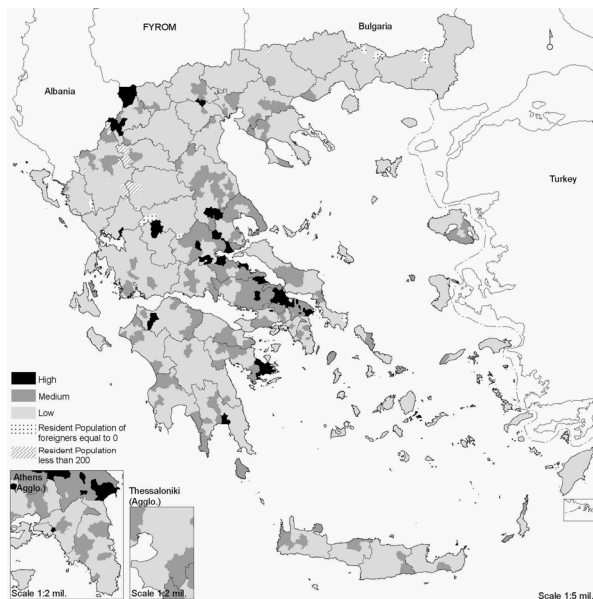 FYROM
Bulgaria
Albania
Turkey
High
Medium
Low
Resident Population of
foreigners equal to 0
Resident Population
less than 200
Athens
(Agglo.)
Thessaloniki
(Agglo.)
Scale 1:2 mil.
Scale 1:2 mil.
Scale 1:5 mil.